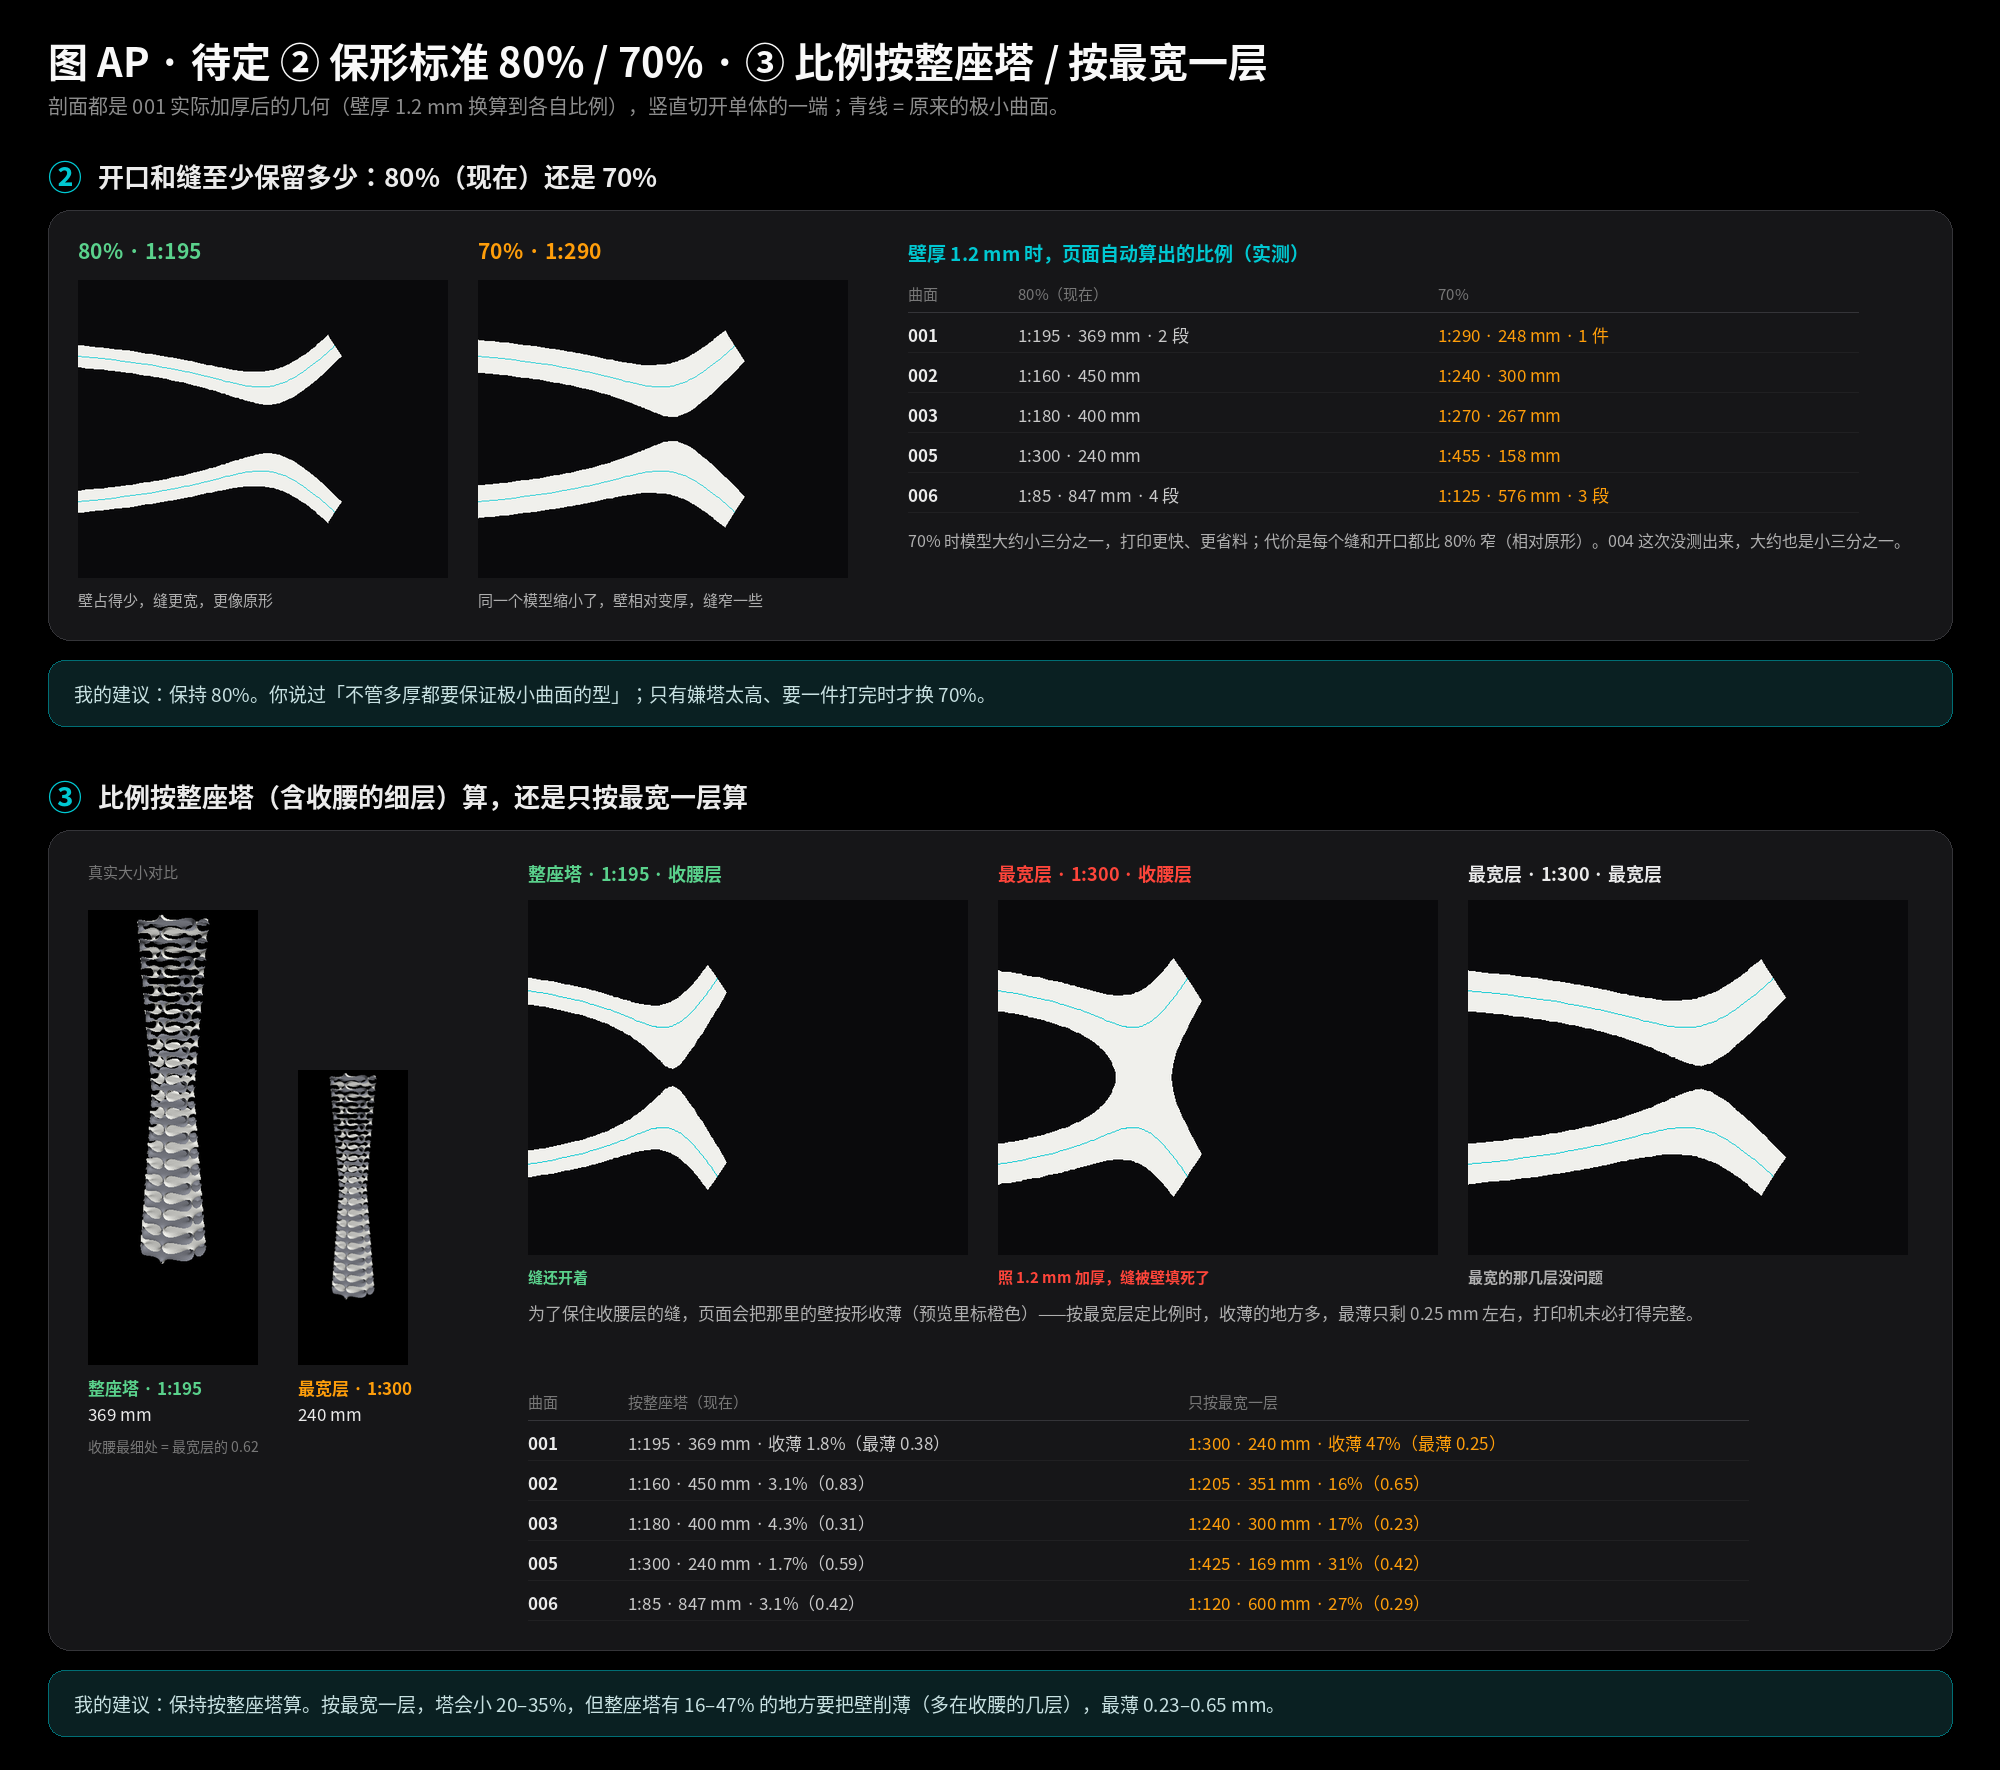 图 AP · 待定 ② 保形标准 80% / 70% · ③ 比例按整座塔 / 按最宽一层
剖面都是 001 实际加厚后的几何（壁厚 1.2 mm 换算到各自比例），竖直切开单体的一端；青线 = 原来的极小曲面。
② 开口和缝至少保留多少：80%（现在）还是 70%
80% · 1:195
70% · 1:290
壁占得少，缝更宽，更像原形
同一个模型缩小了，壁相对变厚，缝窄一些
壁厚 1.2 mm 时，页面自动算出的比例（实测）
曲面 80%（现在） 70%
001 1:195 · 369 mm · 2 段 1:290 · 248 mm · 1 件
002 1:160 · 450 mm 1:240 · 300 mm
003 1:180 · 400 mm 1:270 · 267 mm
005 1:300 · 240 mm 1:455 · 158 mm
006 1:85 · 847 mm · 4 段 1:125 · 576 mm · 3 段
70% 时模型大约小三分之一，打印更快、更省料；代价是每个缝和开口都比 80% 窄（相对原形）。004 这次没测出来，大约也是小三分之一。
我的建议：保持 80%。你说过「不管多厚都要保证极小曲面的型」；只有嫌塔太高、要一件打完时才换 70%。
③ 比例按整座塔（含收腰的细层）算，还是只按最宽一层算
真实大小对比
整座塔 · 1:195
369 mm
收腰最细处 = 最宽层的 0.62
最宽层 · 1:300
240 mm
整座塔 · 1:195 · 收腰层
缝还开着
最宽层 · 1:300 · 收腰层
照 1.2 mm 加厚，缝被壁填死了
最宽层 · 1:300 · 最宽层
最宽的那几层没问题
为了保住收腰层的缝，页面会把那里的壁按形收薄（预览里标橙色）——按最宽层定比例时，收薄的地方多，最薄只剩 0.25 mm 左右，打印机未必打得完整。
曲面 按整座塔（现在） 只按最宽一层
001 1:195 · 369 mm · 收薄 1.8%（最薄 0.38） 1:300 · 240 mm · 收薄 47%（最薄 0.25）
002 1:160 · 450 mm · 3.1%（0.83） 1:205 · 351 mm · 16%（0.65）
003 1:180 · 400 mm · 4.3%（0.31） 1:240 · 300 mm · 17%（0.23）
005 1:300 · 240 mm · 1.7%（0.59） 1:425 · 169 mm · 31%（0.42）
006 1:85 · 847 mm · 3.1%（0.42） 1:120 · 600 mm · 27%（0.29）
我的建议：保持按整座塔算。按最宽一层，塔会小 20–35%，但整座塔有 16–47% 的地方要把壁削薄（多在收腰的几层），最薄 0.23–0.65 mm。